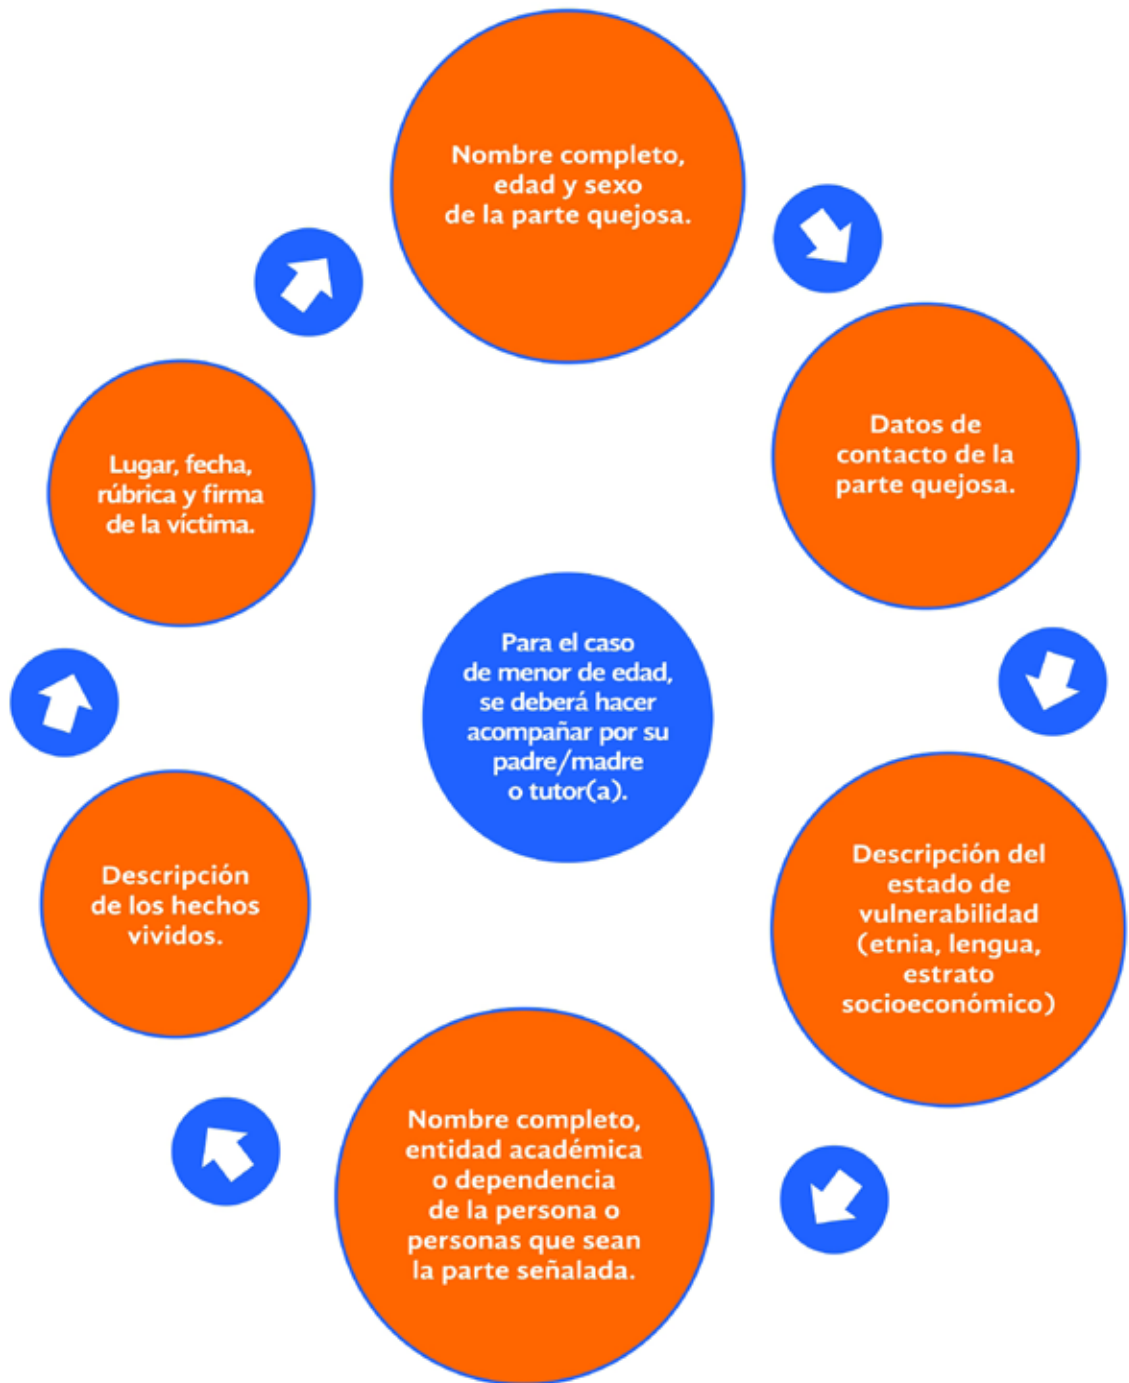 Nombre completo,
edad y sexo
de la parte quejosa.
Datos de
contacto de la
parte quejosa.
Descripción del
estado de
vulnerabilidad
(etnia, lengua,
estrato
socioeconómico)
Nombre completo,
entidad académica
o dependencia
de la persona o
personas que sean
la parte señalada.
Descripción
de los hechos
vividos.
Lugar, fecha,
rúbrica y firma
de la víctima.
Para el caso
de menor de edad,
se deberá hacer
acompañar por su
padre/madre
o tutor(a).